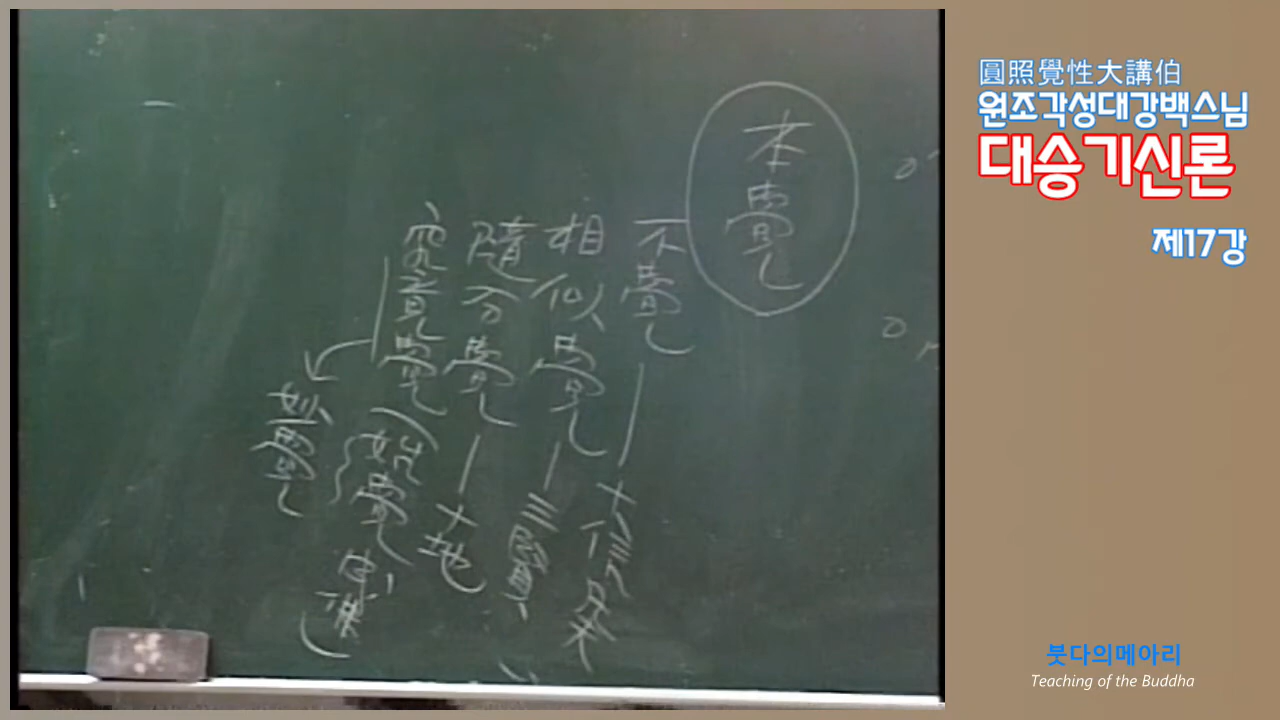 本覺
不覺 — 十信
相似覺 — 三賢
隨分覺 — 十地
究竟覺 (始覺
妙覺
圓照覺性大講伯
원조각성대강백스님
대승기신론
제17강
붓다의메아리
Teaching of the Buddha